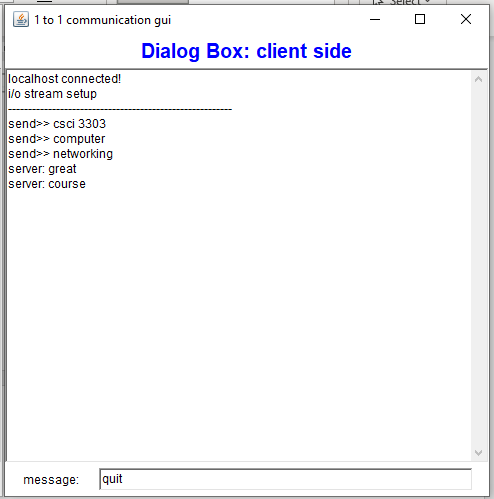 Select
1 to 1 communication gui
Dialog Box: client side
localhost connected!
i/o stream setup
--------------------------------------------------------
send>> csci 3303
send>> computer
send>> networking
server: great
server: course
message: quit